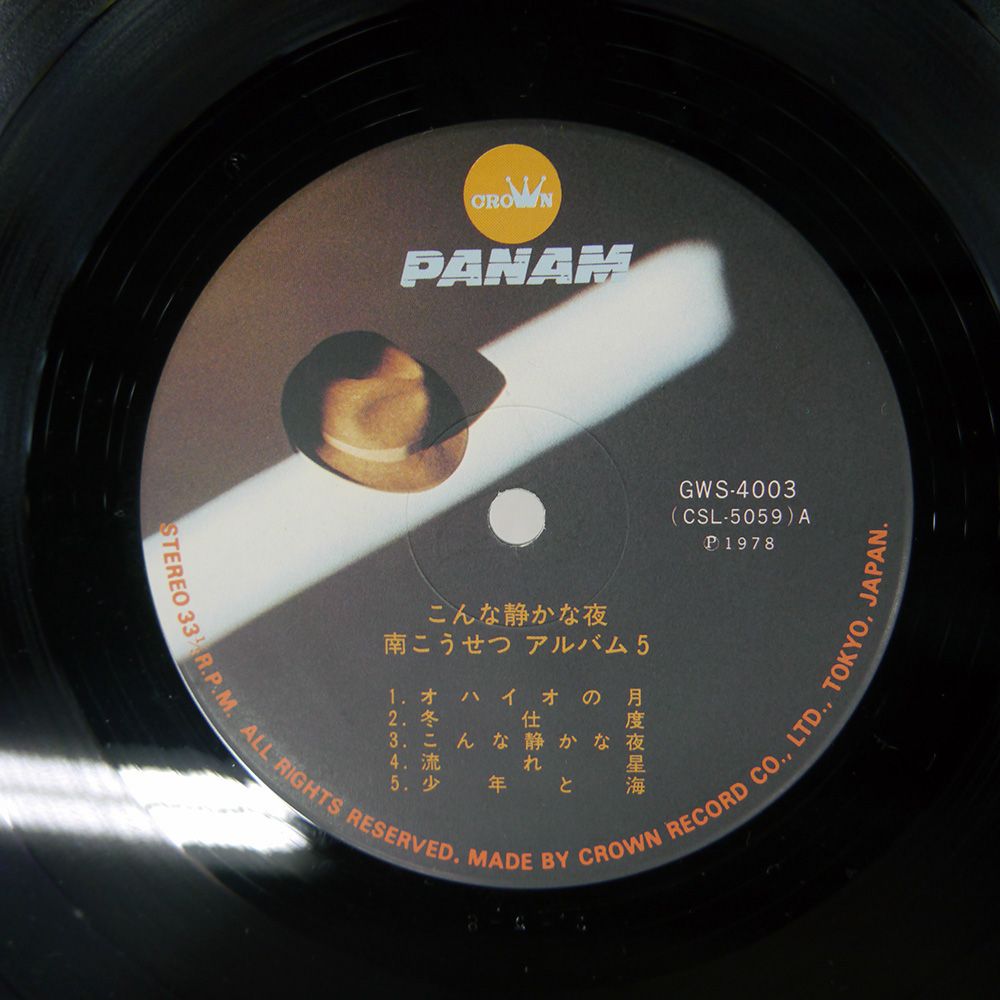 CROWN
PANAM
GWS-4003
(CSL-5059) A
Ⓟ1978
こんな静かな夜
南こうせつ アルバム5
1. オハイオの月
2. 冬仕度
3. こんな静かな夜
4. 流れ星
5. 少年と海
STEREO 33⅓ R.P.M. ALL RIGHTS RESERVED. MADE BY CROWN RECORD CO., LTD., TOKYO, JAPAN.